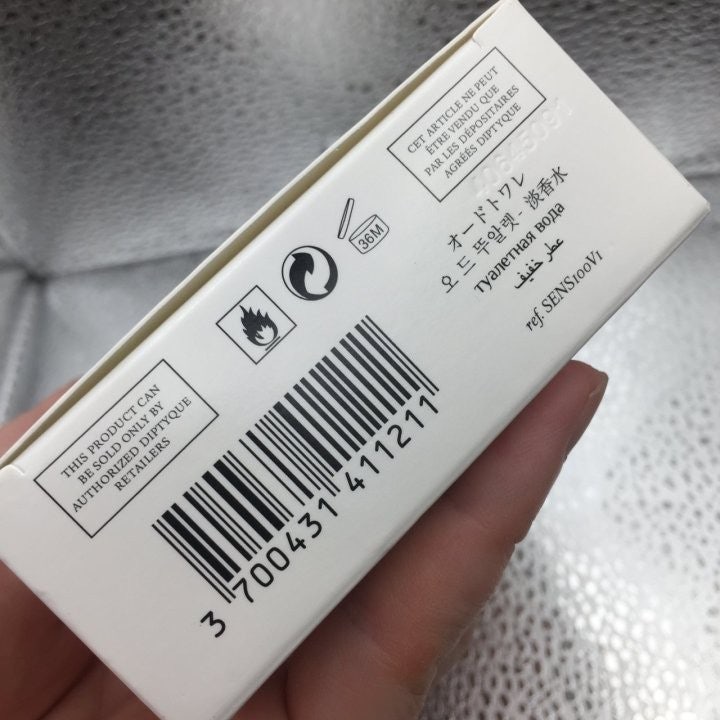 CET ARTICLE NE PEUT
ÊTRE VENDU QUE
PAR LES DÉPOSITAIRES
AGRÉÉS DIPTYQUE
オードトワレ
오 드 뚜알렛 - 淡香水
туалетная вода
عطر خفيف
ref. SENS100V1
36M
THIS PRODUCT CAN
BE SOLD ONLY BY
AUTHORIZED DIPTYQUE
RETAILERS
3 700431 411211